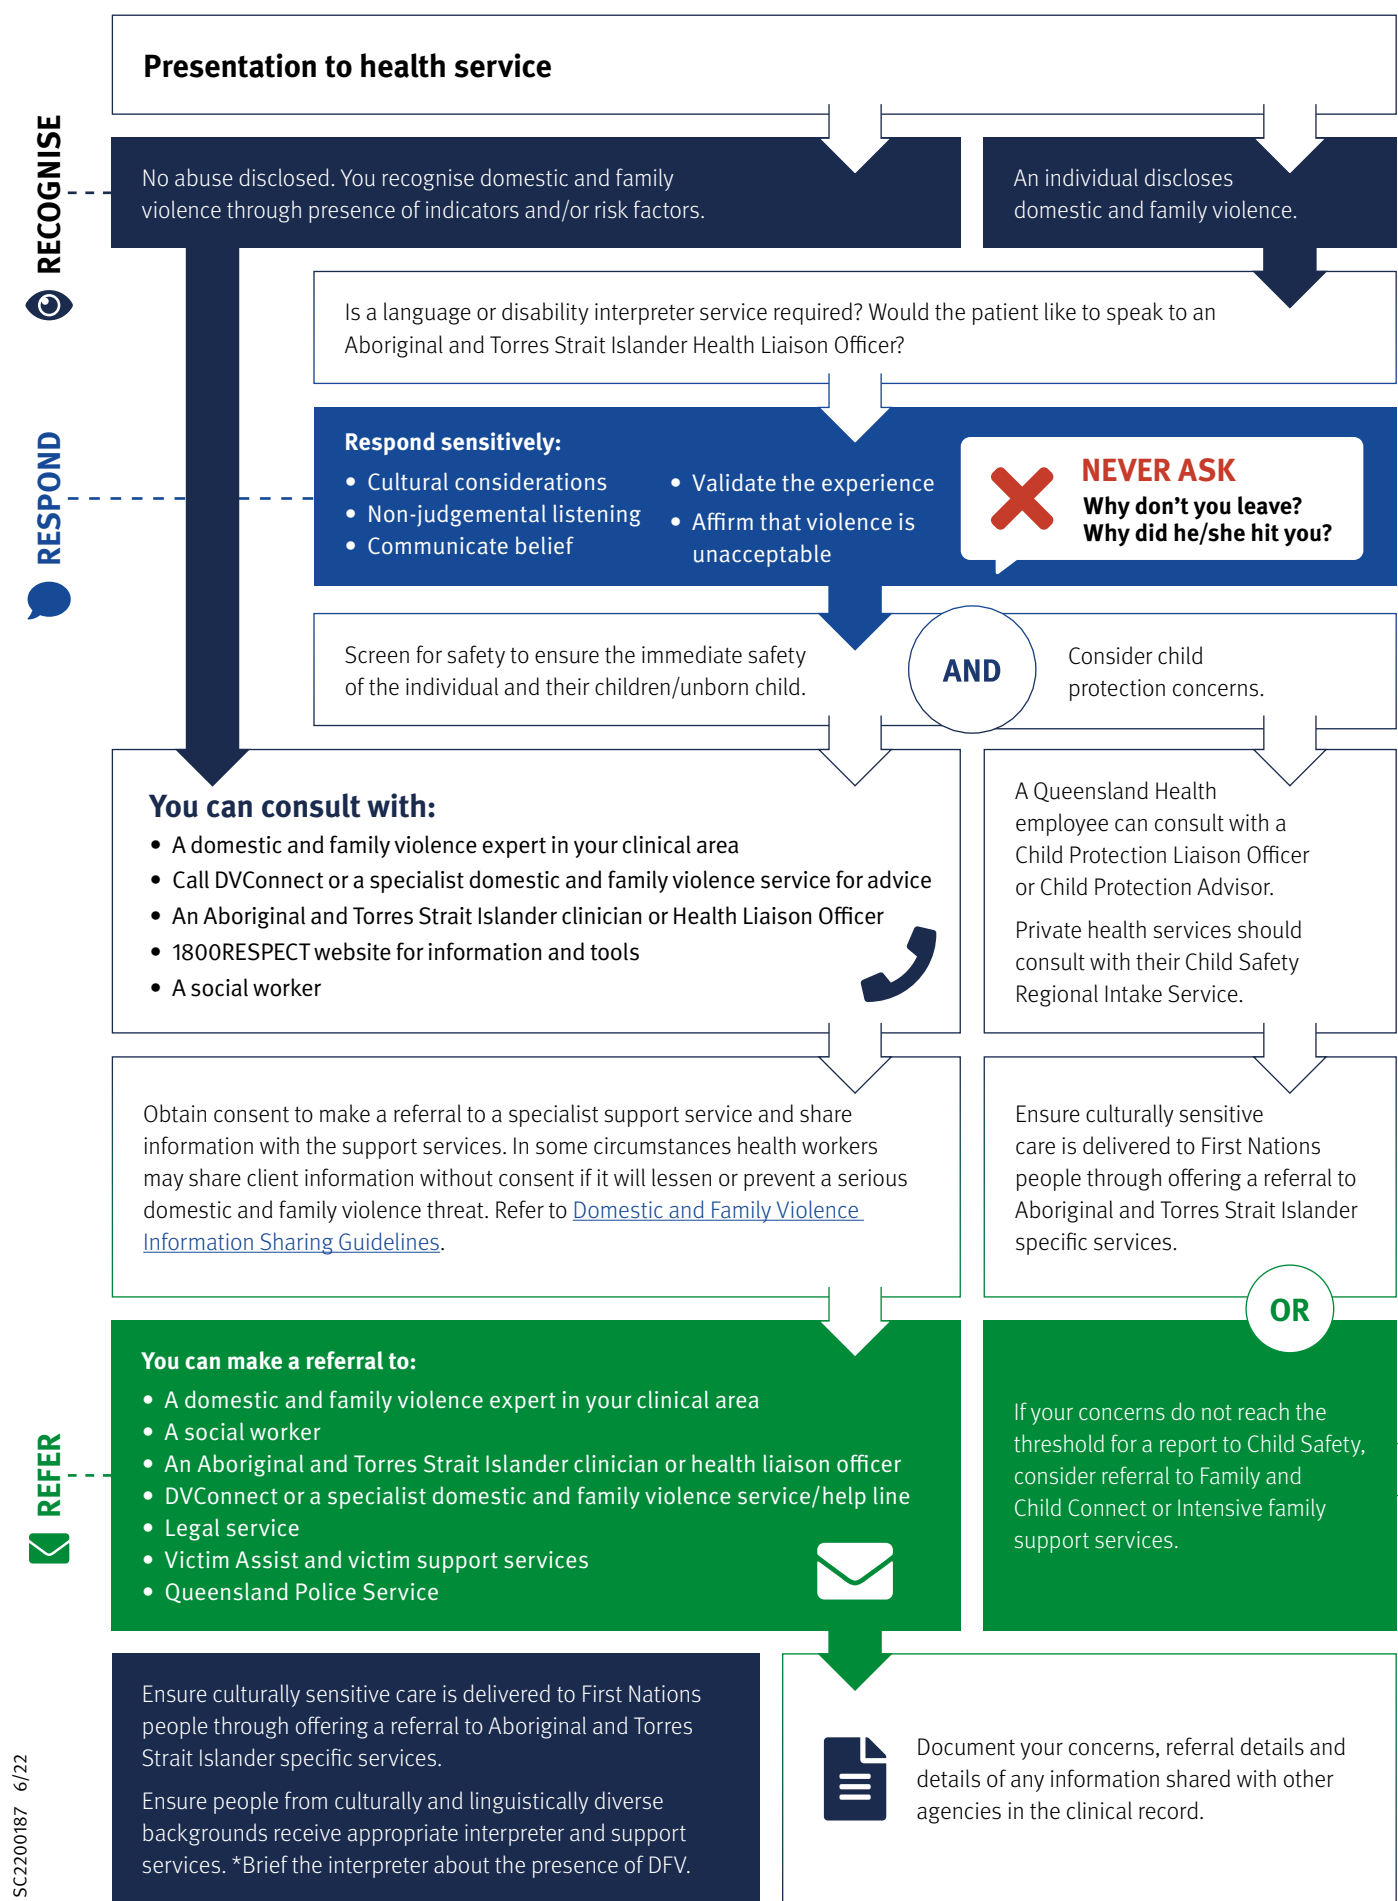 Presentation to health service
RECOGNISE
No abuse disclosed. You recognise domestic and family
violence through presence of indicators and/or risk factors.
An individual discloses
domestic and family violence.
Is a language or disability interpreter service required? Would the patient like to speak to an
Aboriginal and Torres Strait Islander Health Liaison Officer?
RESPOND
Respond sensitively:
• Cultural considerations
• Non-judgemental listening
• Communicate belief
• Validate the experience
• Affirm that violence is
unacceptable
NEVER ASK
Why don't you leave?
Why did he/she hit you?
Screen for safety to ensure the immediate safety
of the individual and their children/unborn child.
AND
Consider child
protection concerns.
You can consult with:
• A domestic and family violence expert in your clinical area
• Call DVConnect or a specialist domestic and family violence service for advice
• An Aboriginal and Torres Strait Islander clinician or Health Liaison Officer
• 1800RESPECT website for information and tools
• A social worker
A Queensland Health
employee can consult with a
Child Protection Liaison Officer
or Child Protection Advisor.
Private health services should
consult with their Child Safety
Regional Intake Service.
Obtain consent to make a referral to a specialist support service and share
information with the support services. In some circumstances health workers
may share client information without consent if it will lessen or prevent a serious
domestic and family violence threat. Refer to Domestic and Family Violence
Information Sharing Guidelines.
Ensure culturally sensitive
care is delivered to First Nations
people through offering a referral to
Aboriginal and Torres Strait Islander
specific services.
OR
REFER
You can make a referral to:
• A domestic and family violence expert in your clinical area
• A social worker
• An Aboriginal and Torres Strait Islander clinician or health liaison officer
• DVConnect or a specialist domestic and family violence service/help line
• Legal service
• Victim Assist and victim support services
• Queensland Police Service
If your concerns do not reach the
threshold for a report to Child Safety,
consider referral to Family and
Child Connect or Intensive family
support services.
Ensure culturally sensitive care is delivered to First Nations
people through offering a referral to Aboriginal and Torres
Strait Islander specific services.
Ensure people from culturally and linguistically diverse
backgrounds receive appropriate interpreter and support
services. *Brief the interpreter about the presence of DFV.
Document your concerns, referral details and
details of any information shared with other
agencies in the clinical record.
SC2200187 6/22